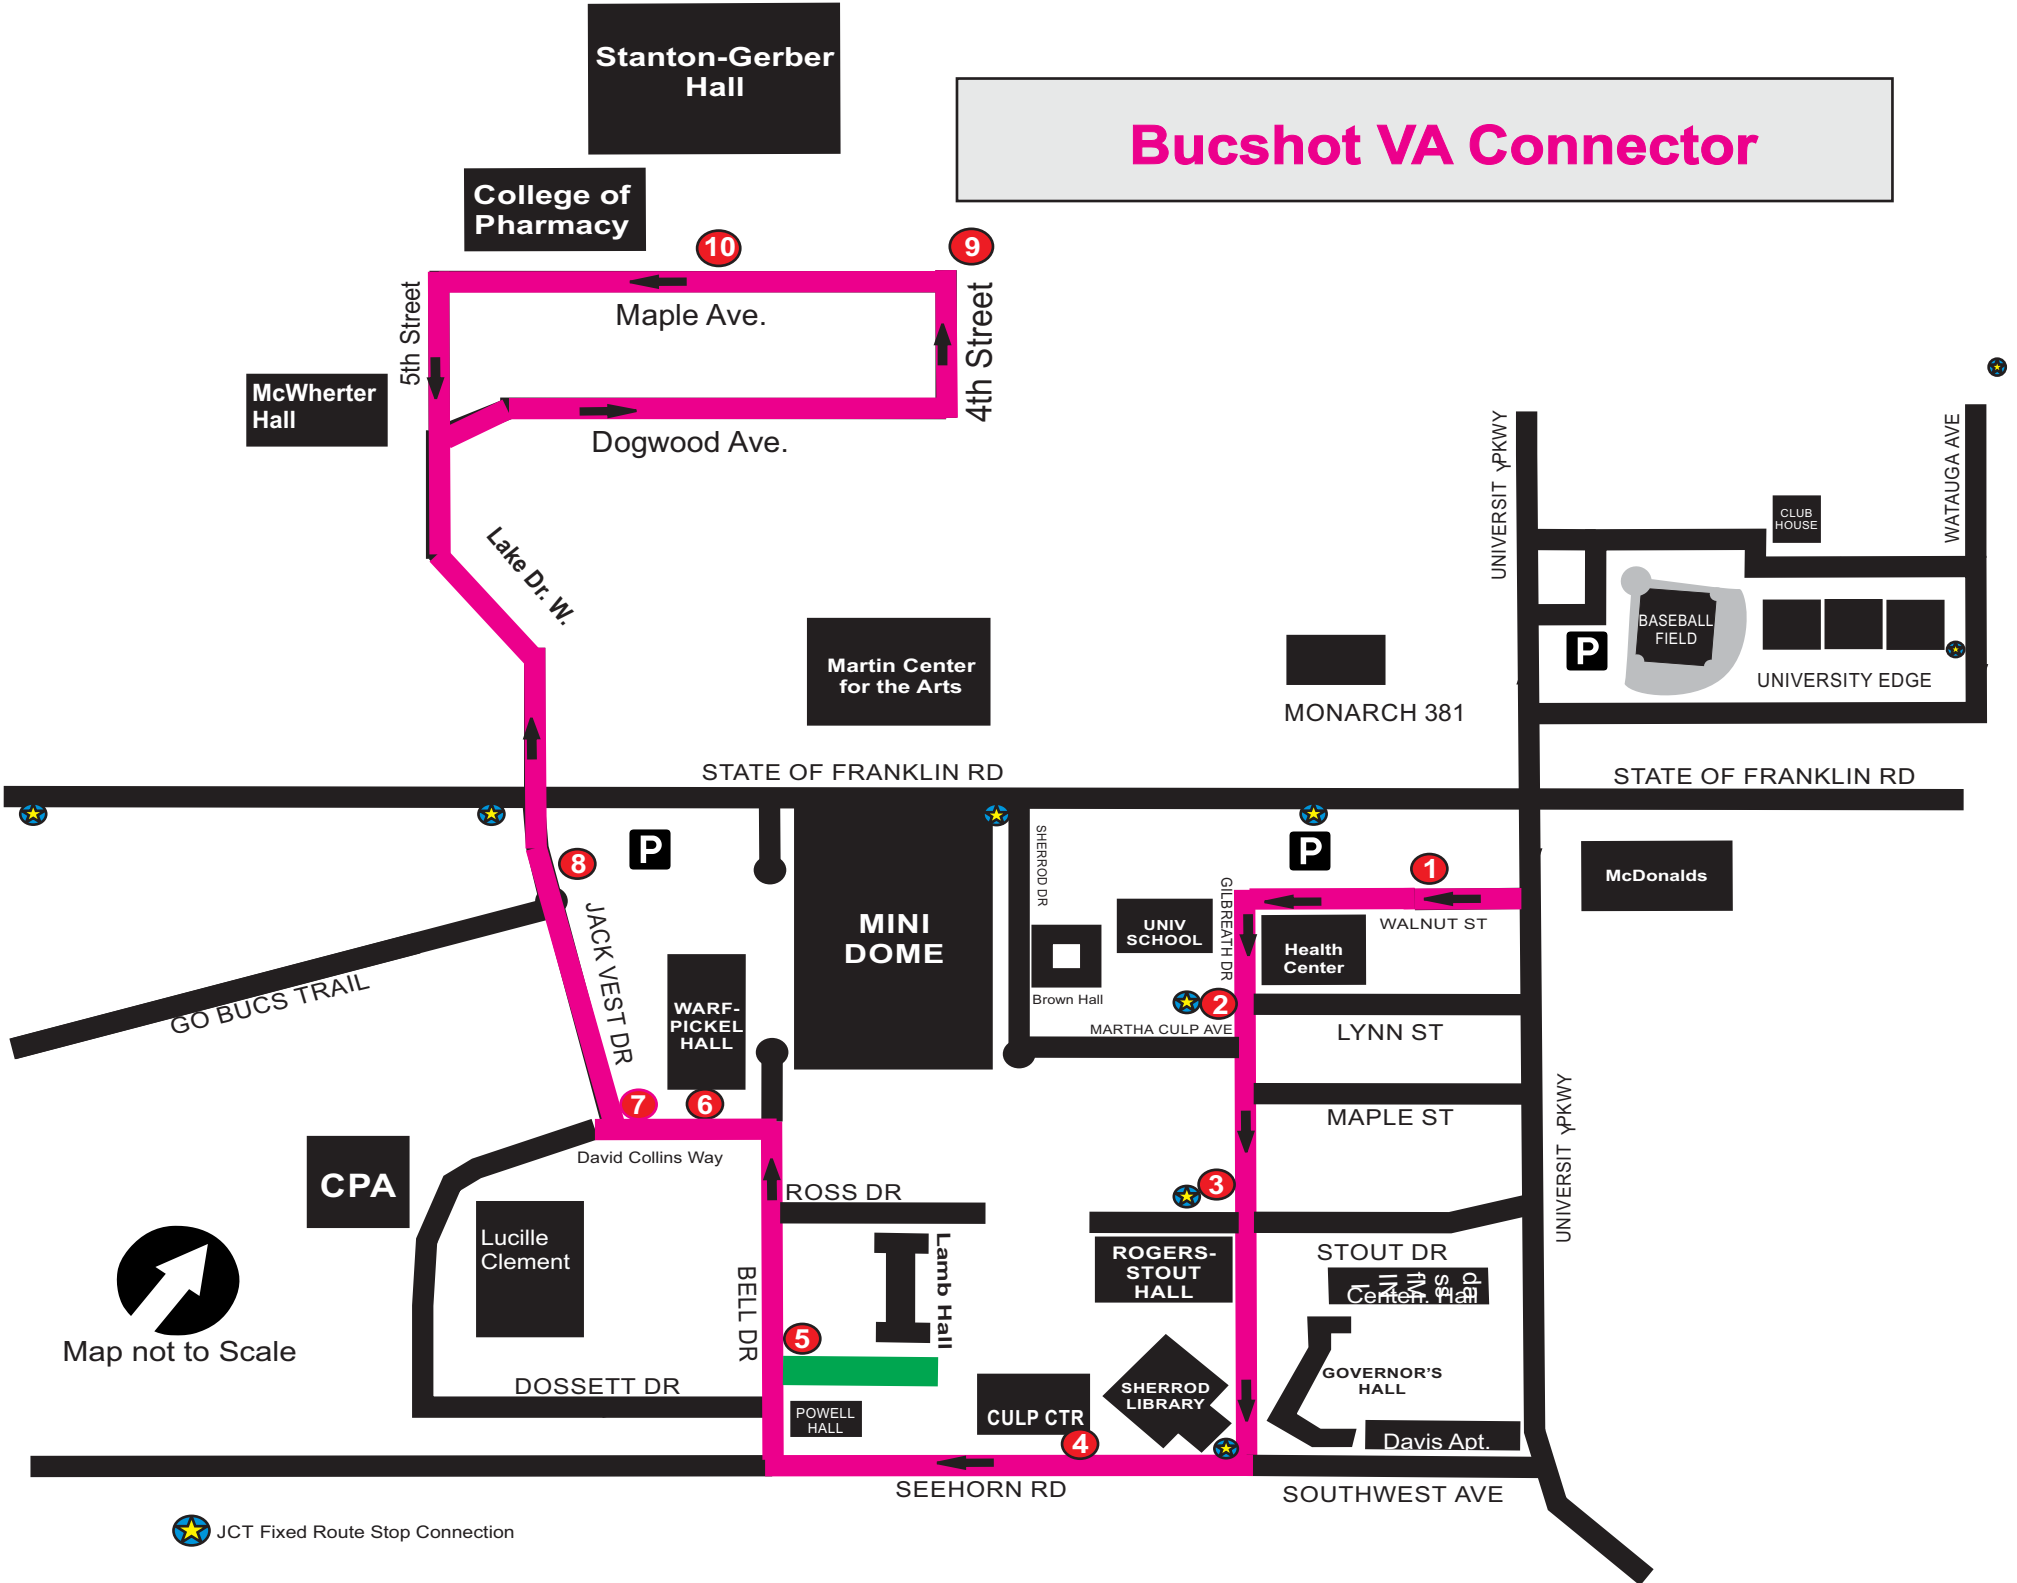 Stanton-Gerber
Hall
Bucshot VA Connector
College of
Pharmacy
10
9
Maple Ave.
5th Street
4th Street
McWherter
Hall
Dogwood Ave.
Lake Dr. W.
UNIVERSIT YPKWY
WATAUGA AVE
CLUB
HOUSE
BASEBALL
FIELD
P
UNIVERSITY EDGE
Martin Center
for the Arts
MONARCH 381
STATE OF FRANKLIN RD
STATE OF FRANKLIN RD
8
P
SHERROD DR
P
1
McDonalds
JACK VEST DR
MINI
DOME
UNIV
SCHOOL
GILBREATH DR
WALNUT ST
Health
Center
GO BUCS TRAIL
WARF-
PICKEL
HALL
Brown Hall
2
MARTHA CULP AVE
LYNN ST
7
6
MAPLE ST
UNIVERSIT YPKWY
David Collins Way
CPA
ROSS DR
3
Lucille
Clement
BELL DR
Lamb Hall
ROGERS-
STOUT
HALL
STOUT DR
5
Map not to Scale
DOSSETT DR
POWELL
HALL
CULP CTR
4
SHERROD
LIBRARY
GOVERNOR'S
HALL
Davis Apt.
SEEHORN RD
SOUTHWEST AVE
JCT Fixed Route Stop Connection